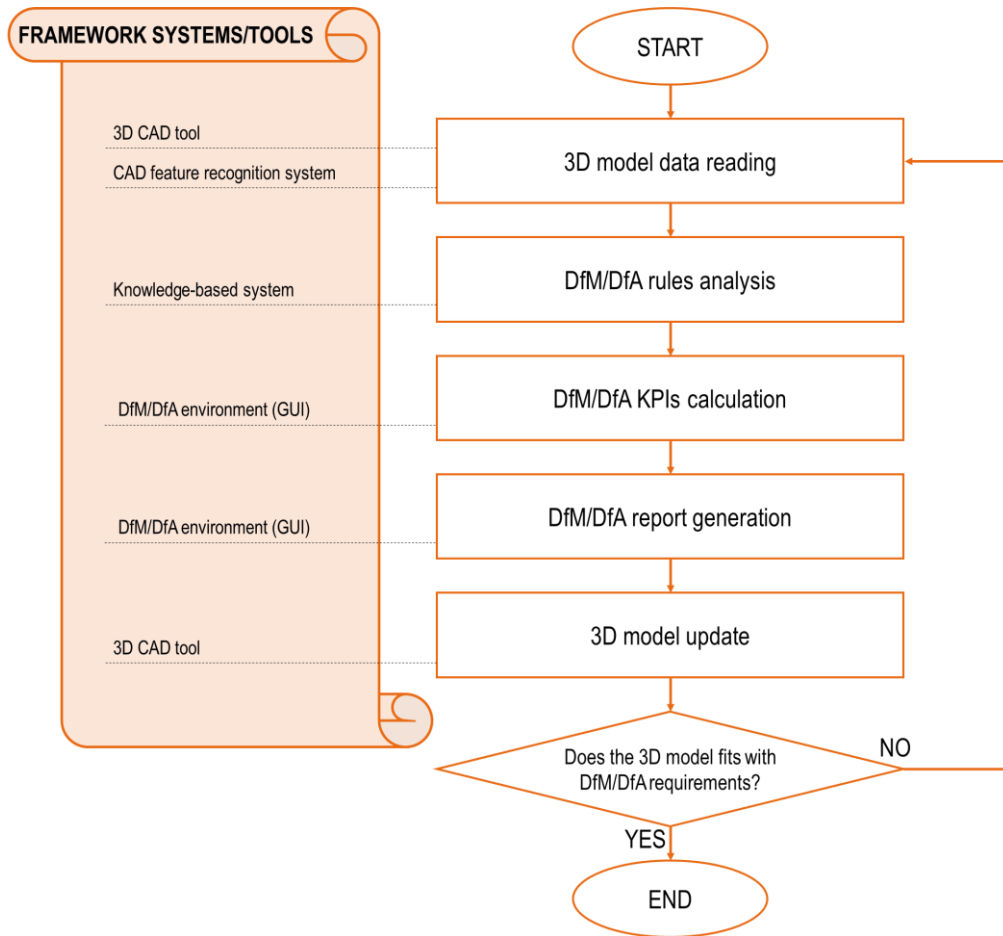 FRAMEWORK SYSTEMS/TOOLS
START
3D CAD tool
CAD feature recognition system
3D model data reading
Knowledge-based system
DfM/DfA rules analysis
DfM/DfA environment (GUI)
DfM/DfA KPIs calculation
DfM/DfA environment (GUI)
DfM/DfA report generation
3D CAD tool
3D model update
Does the 3D model fits with
DfM/DfA requirements?
NO
YES
END